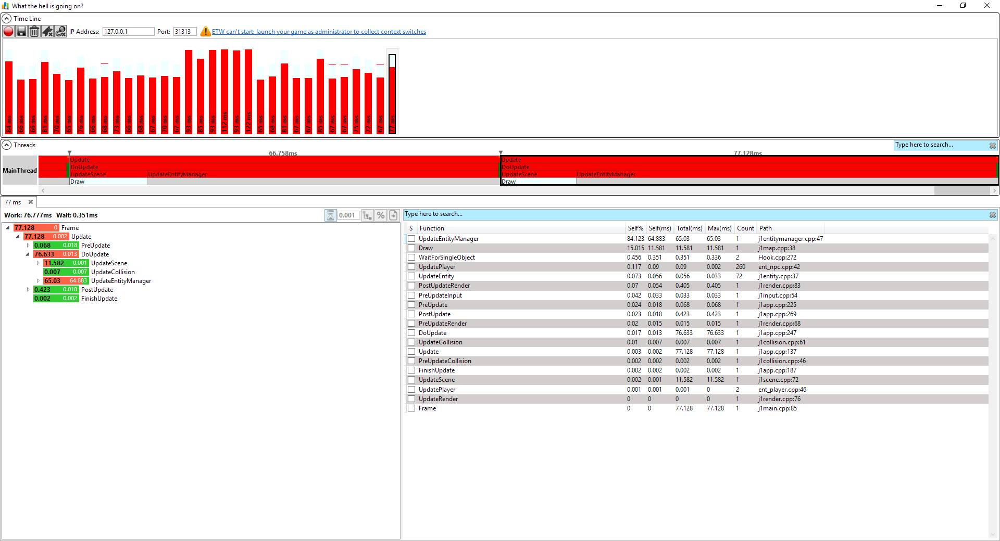 What the hell is going on?
Time Line
IP Address: 127.0.0.1 Port: 31313 ETW can't start: launch your game as administrator to collect context switches
84 ms 66 ms 66 ms 81 ms 70 ms 65 ms 76 ms 66 ms 68 ms 73 ms 66 ms 68 ms 67 ms 70 ms 67 ms 93 ms 85 ms 93 ms 112 ms 93 ms 122 ms 65 ms 68 ms 81 ms 67 ms 67 ms 85 ms 67 ms 67 ms 75 ms 72 ms 67 ms 77 ms
Threads
Type here to search...
66.758ms 77.128ms
MainThread
Update Update
DoUpdate DoUpdate
UpdateScene UpdateEntityManager UpdateScene UpdateEntityManager
Draw Draw
77 ms
Work: 76.777ms Wait: 0.351ms
0.001 %
77.128 0 Frame
77.128 0.002 Update
0.068 0.018 PreUpdate
76.633 0.013 DoUpdate
11.582 0.001 UpdateScene
0.007 0.007 UpdateCollision
65.03 64.883 UpdateEntityManager
0.423 0.018 PostUpdate
0.002 0.002 FinishUpdate
Type here to search...
S Function Self% Self(ms) Total(ms) Max(ms) Count Path
UpdateEntityManager 84.123 64.883 65.03 65.03 1 j1entitymanager.cpp:47
Draw 15.015 11.581 11.581 11.581 1 j1map.cpp:38
WaitForSingleObject 0.456 0.351 0.351 0.336 2 Hook.cpp:272
UpdatePlayer 0.117 0.09 0.09 0.002 260 ent_npc.cpp:42
UpdateEntity 0.073 0.056 0.056 0.033 72 j1entity.cpp:37
PostUpdateRender 0.07 0.054 0.405 0.405 1 j1render.cpp:83
PreUpdateInput 0.042 0.033 0.033 0.033 1 j1input.cpp:54
PreUpdate 0.024 0.018 0.068 0.068 1 j1app.cpp:225
PostUpdate 0.023 0.018 0.423 0.423 1 j1app.cpp:269
PreUpdateRender 0.02 0.015 0.015 0.015 1 j1render.cpp:68
DoUpdate 0.017 0.013 76.633 76.633 1 j1app.cpp:247
UpdateCollision 0.01 0.007 0.007 0.007 1 j1collision.cpp:61
Update 0.003 0.002 77.128 77.128 1 j1app.cpp:137
PreUpdateCollision 0.002 0.002 0.002 0.002 1 j1collision.cpp:46
FinishUpdate 0.002 0.002 0.002 0.002 1 j1app.cpp:187
UpdateScene 0.002 0.001 11.582 11.582 1 j1scene.cpp:72
UpdatePlayer 0.001 0.001 0.001 0 2 ent_player.cpp:46
UpdateRender 0 0 0 0 1 j1render.cpp:76
Frame 0 0 77.128 77.128 1 j1main.cpp:85